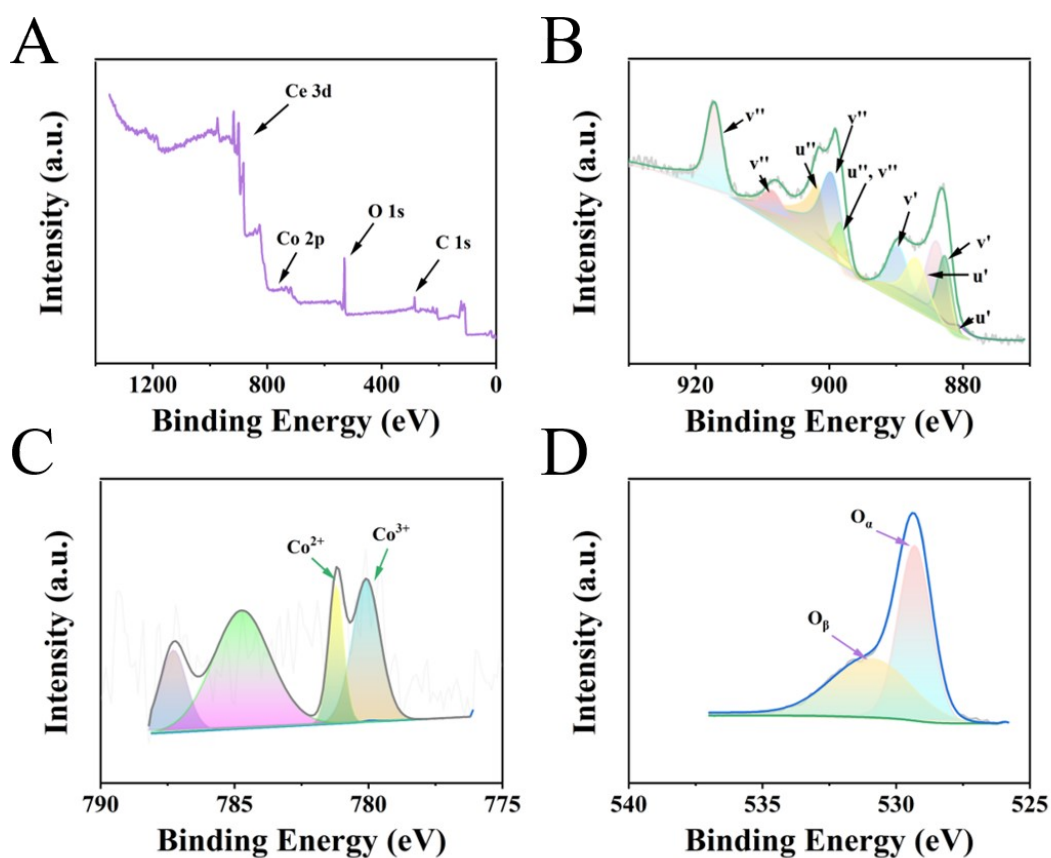 A
Intensity (a.u.)
Ce 3d
Co 2p
O 1s
C 1s
1200
800
400
0
Binding Energy (eV)
B
Intensity (a.u.)
v''
v''
u''
v''
u'', v''
v'
v'
u'
u'
920
900
880
Binding Energy (eV)
C
Intensity (a.u.)
Co²⁺
Co³⁺
790
785
780
775
Binding Energy (eV)
D
Intensity (a.u.)
Oα
Oβ
540
535
530
525
Binding Energy (eV)